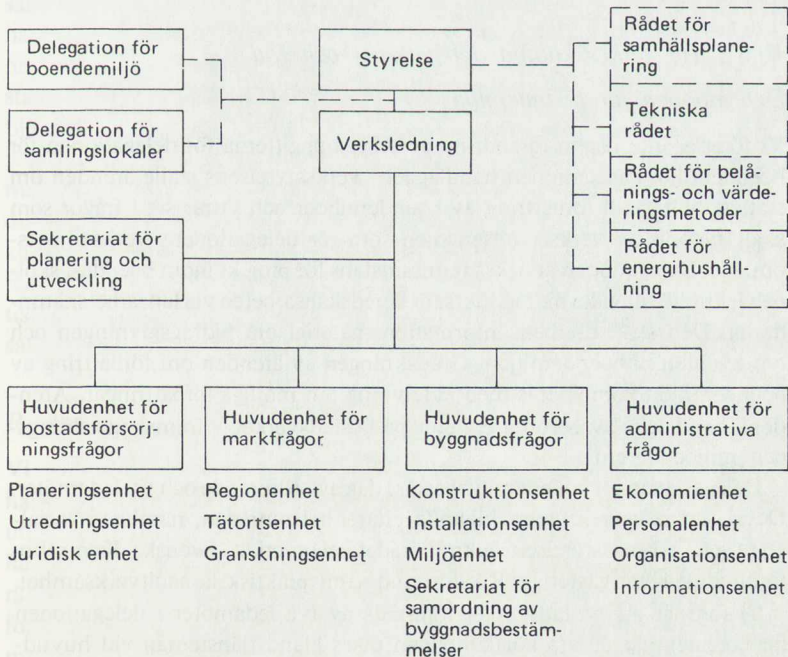 Delegation för
boendemiljö
Styrelse
Rådet för
samhällsplane-
ring
Delegation för
samlingslokaler
Verksledning
Tekniska
rådet
Rådet för belå-
nings- och värde-
ringsmetoder
Sekretariat för
planering och
utveckling
Rådet för
energihushåll-
ning
Huvudenhet för
bostadsförsörj-
ningsfrågor
Huvudenhet för
markfrågor
Huvudenhet för
byggnadsfrågor
Huvudenhet för
administrativa
frågor
Planeringsenhet
Utredningsenhet
Juridisk enhet
Regionenhet
Tätortsenhet
Granskningsenhet
Konstruktionsenhet
Installationsenhet
Miljöenhet
Sekretariat för
samordning av
byggnadsbestäm-
melser
Ekonomienhet
Personalenhet
Organisationsenhet
Informationsenhet